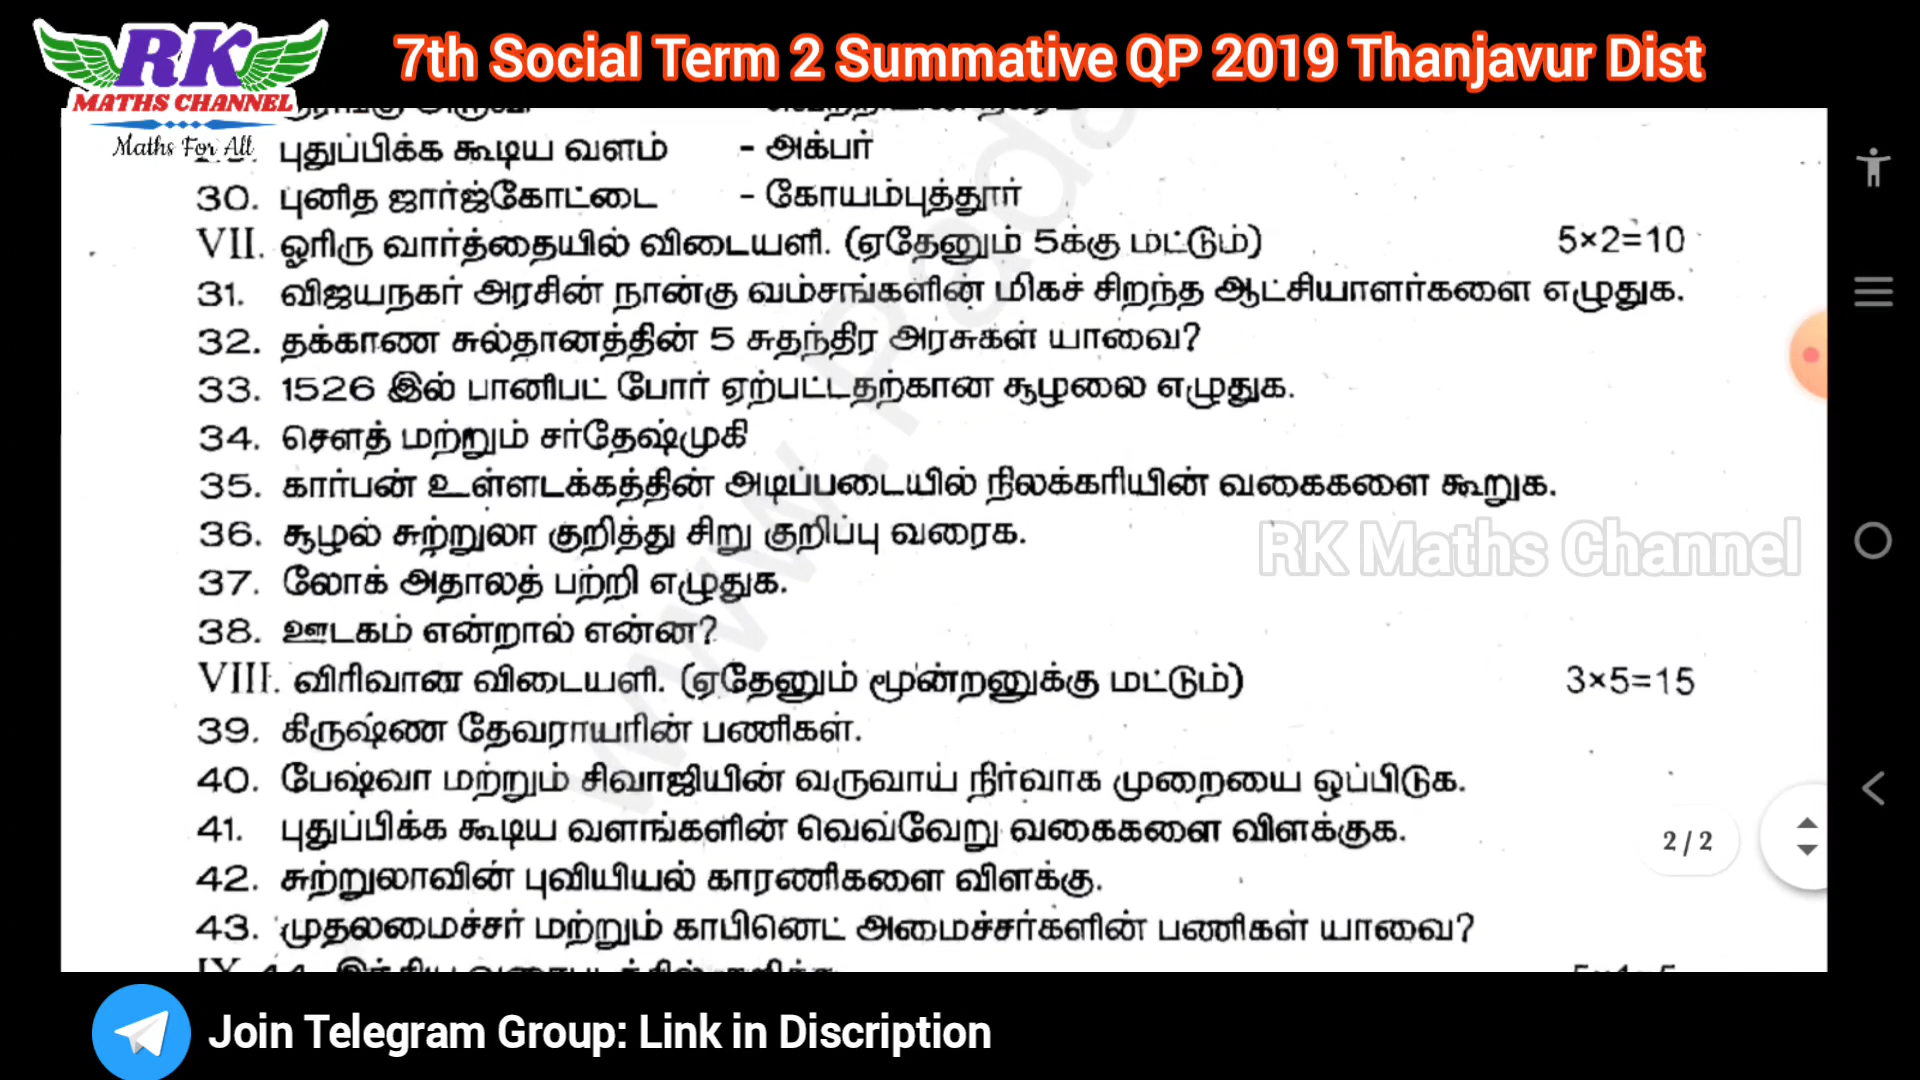 RK
MATHS CHANNEL
Maths For All
7th Social Term 2 Summative QP 2019 Thanjavur Dist
புதுப்பிக்க கூடிய வளம் - அக்பர்
30. புனித ஜார்ஜ்கோட்டை - கோயம்புத்தூர்
VII. ஓரிரு வார்த்தையில் விடையளி. (ஏதேனும் 5க்கு மட்டும்) 5×2=10
31. விஜயநகர் அரசின் நான்கு வம்சங்களின் மிகச் சிறந்த ஆட்சியாளர்களை எழுதுக.
32. தக்காண சுல்தானத்தின் 5 சுதந்திர அரசுகள் யாவை?
33. 1526 இல் பானிபட் போர் ஏற்பட்டதற்கான சூழலை எழுதுக.
34. சௌத் மற்றும் சர்தேஷ்முகி
35. கார்பன் உள்ளடக்கத்தின் அடிப்படையில் நிலக்கரியின் வகைகளை கூறுக.
36. சூழல் சுற்றுலா குறித்து சிறு குறிப்பு வரைக.
RK Maths Channel
37. லோக் அதாலத் பற்றி எழுதுக.
38. ஊடகம் என்றால் என்ன?
VIII. விரிவான விடையளி. (ஏதேனும் மூன்றனுக்கு மட்டும்) 3×5=15
39. கிருஷ்ண தேவராயரின் பணிகள்.
40. பேஷ்வா மற்றும் சிவாஜியின் வருவாய் நிர்வாக முறையை ஒப்பிடுக.
41. புதுப்பிக்க கூடிய வளங்களின் வெவ்வேறு வகைகளை விளக்குக.
2 / 2
42. சுற்றுலாவின் புவியியல் காரணிகளை விளக்கு.
43. முதலமைச்சர் மற்றும் காபினெட் அமைச்சர்களின் பணிகள் யாவை?
Join Telegram Group: Link in Discription